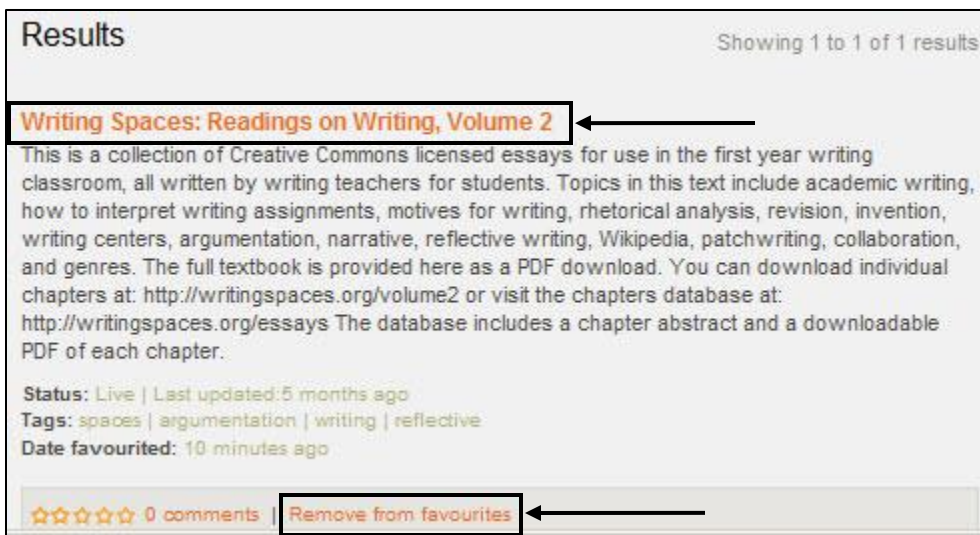 Results
Showing 1 to 1 of 1 results
Writing Spaces: Readings on Writing, Volume 2
This is a collection of Creative Commons licensed essays for use in the first year writing
classroom, all written by writing teachers for students. Topics in this text include academic writing,
how to interpret writing assignments, motives for writing, rhetorical analysis, revision, invention,
writing centers, argumentation, narrative, reflective writing, Wikipedia, patchwriting, collaboration,
and genres. The full textbook is provided here as a PDF download. You can download individual
chapters at: http://writingspaces.org/volume2 or visit the chapters database at:
http://writingspaces.org/essays The database includes a chapter abstract and a downloadable
PDF of each chapter.
Status: Live | Last updated:5 months ago
Tags: spaces | argumentation | writing | reflective
Date favourited: 10 minutes ago
0 comments | Remove from favourites